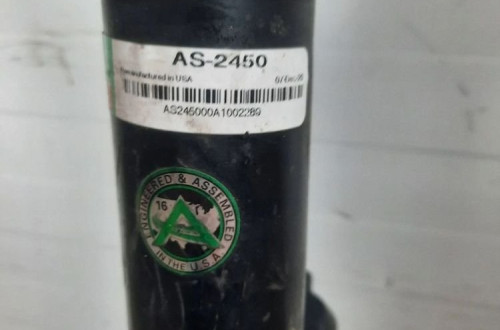 AS-2450
Remanufactured in USA
AS245000A1002289
ENGINEERED & ASSEMBLED
16
A
IN THE U.S.A.